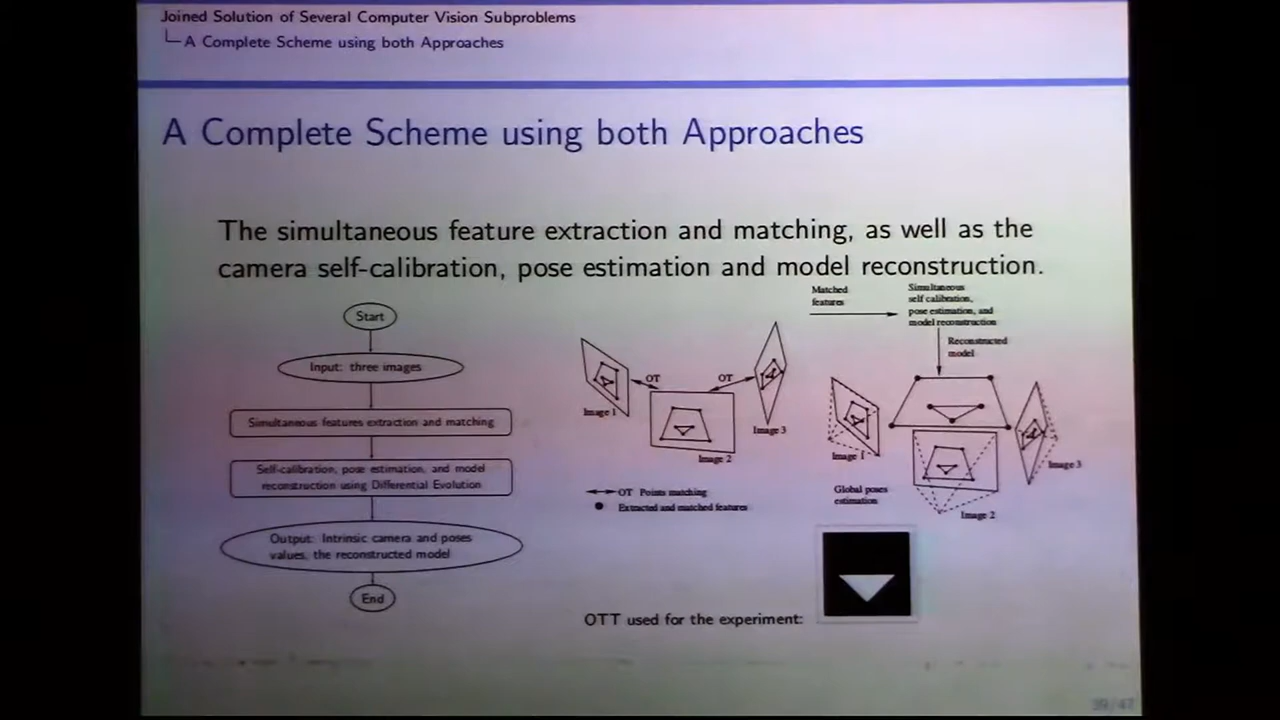 Joined Solution of Several Computer Vision Subproblems
A Complete Scheme using both Approaches
A Complete Scheme using both Approaches
The simultaneous feature extraction and matching, as well as the
camera self-calibration, pose estimation and model reconstruction.
Start
Input: three images
Simultaneous features extraction and matching
Self-calibration, pose estimation, and model
reconstruction using Differential Evolution
Output: Intrinsic camera and poses
values, the reconstructed model
End
OT
OT
Image 1
Image 2
Image 3
OT Points matching
Extracted and matched features
Matched
features
Simultaneous
self calibration,
pose estimation, and
model reconstruction
Reconstructed
model
Image 1
Image 3
Global poses
estimation
Image 2
OTT used for the experiment:
39/47